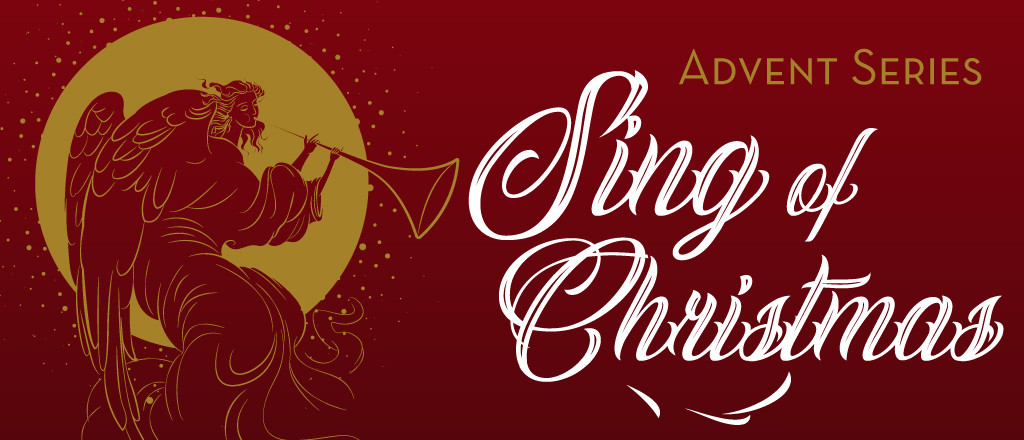 Advent Series
Sing of
Christmas